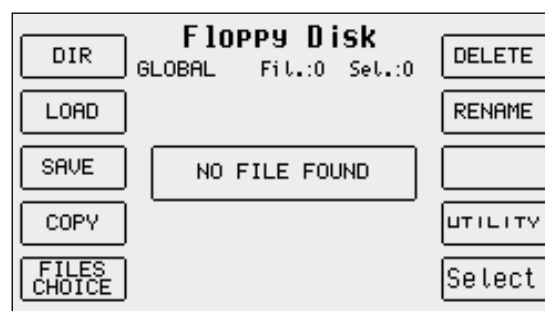 Floppy Disk
GLOBAL Fil.:0 Sel.:0
DIR
LOAD
SAVE
COPY
FILES
CHOICE
NO FILE FOUND
DELETE
RENAME
UTILITY
Select